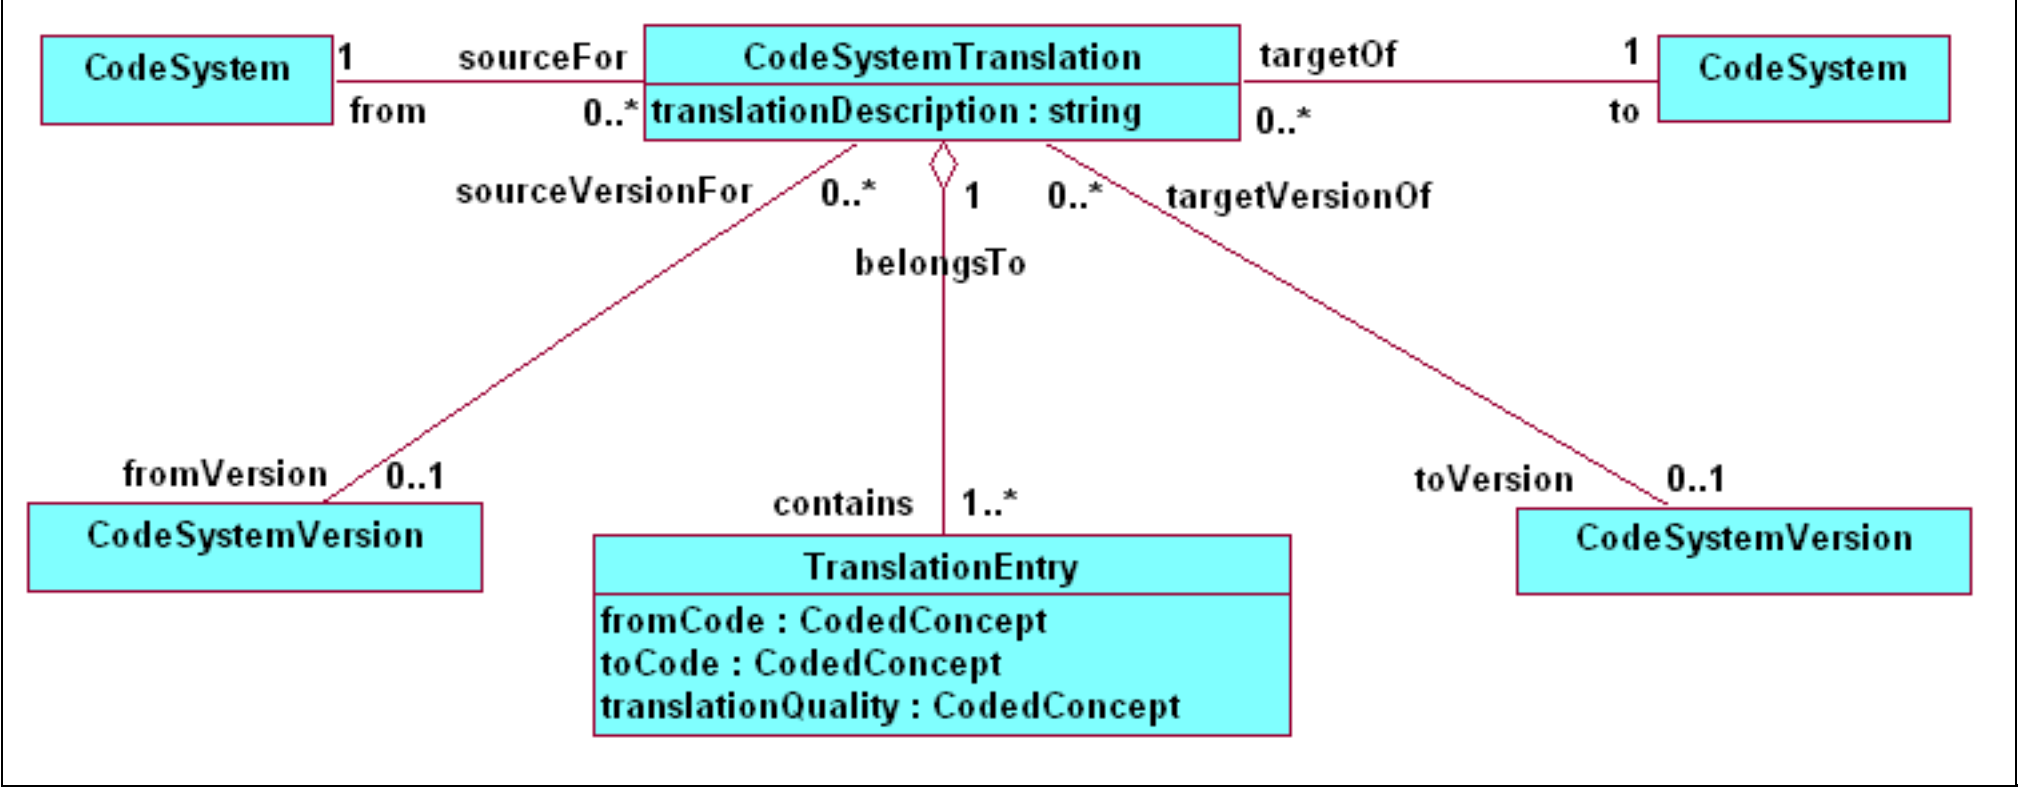 CodeSystem
1
sourceFor
from
0..*
CodeSystemTranslation
translationDescription : string
targetOf
1
0..*
to
CodeSystem
sourceVersionFor
0..*
1
0..*
targetVersionOf
belongsTo
fromVersion
0..1
contains
1..*
toVersion
0..1
CodeSystemVersion
TranslationEntry
fromCode : CodedConcept
toCode : CodedConcept
translationQuality : CodedConcept
CodeSystemVersion